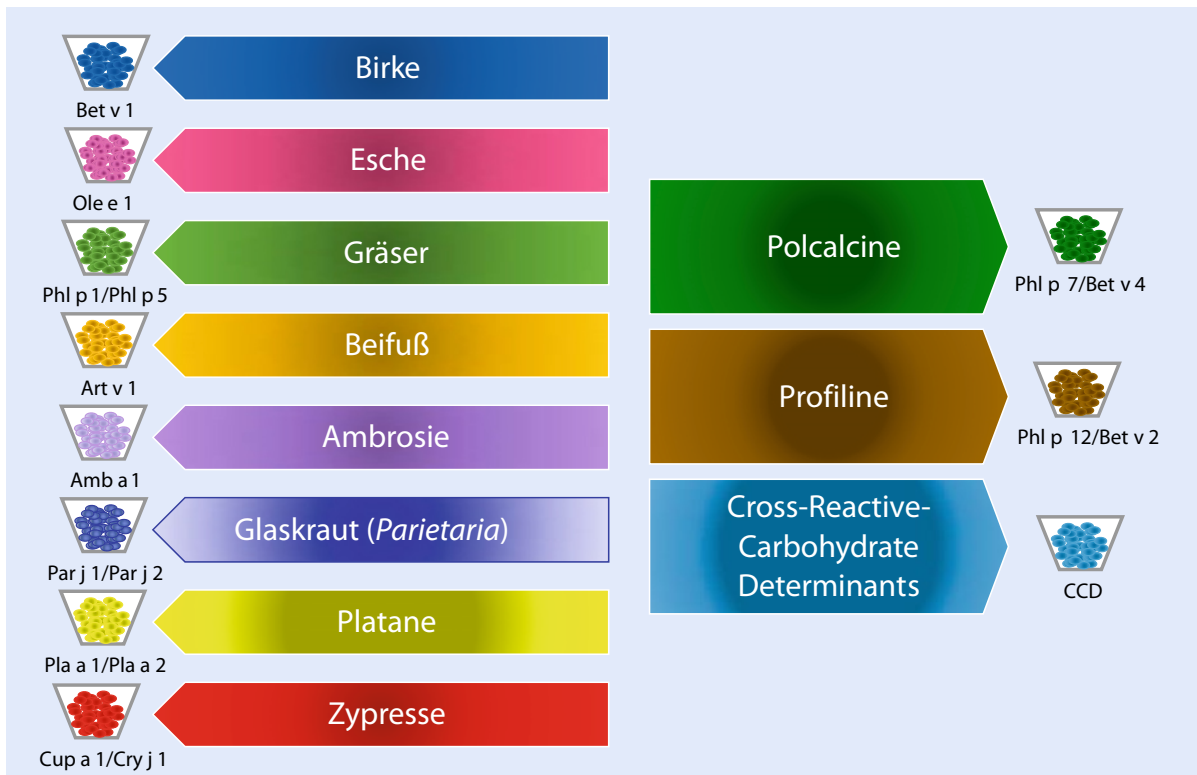 Birke
Bet v 1
Esche
Ole e 1
Gräser
Phl p 1/Phl p 5
Beifuß
Art v 1
Ambrosie
Amb a 1
Glaskraut (Parietaria)
Par j 1/Par j 2
Platane
Pla a 1/Pla a 2
Zypresse
Cup a 1/Cry j 1
Polcalcine
Phl p 7/Bet v 4
Profiline
Phl p 12/Bet v 2
Cross-Reactive-
Carbohydrate
Determinants
CCD